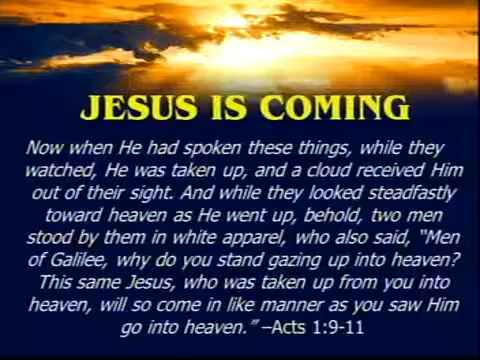 JESUS IS COMING
Now when He had spoken these things, while they
watched, He was taken up, and a cloud received Him
out of their sight. And while they looked steadfastly
toward heaven as He went up, behold, two men
stood by them in white apparel, who also said, “Men
of Galilee, why do you stand gazing up into heaven?
This same Jesus, who was taken up from you into
heaven, will so come in like manner as you saw Him
go into heaven.” –Acts 1:9-11